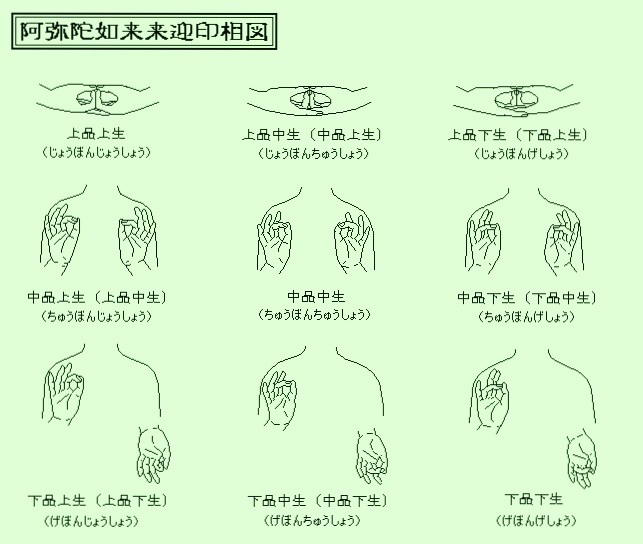 阿弥陀如来来迎印相図
上品上生
（じょうぼんじょうしょう）
上品中生〔中品上生〕
（じょうぼんちゅうしょう）
上品下生〔下品上生〕
（じょうぼんげしょう）
中品上生〔上品中生〕
（ちゅうぼんじょうしょう）
中品中生
（ちゅうぼんちゅうしょう）
中品下生〔下品中生〕
（ちゅうぼんげしょう）
下品上生〔上品下生〕
（げぼんじょうしょう）
下品中生〔中品下生〕
（げぼんちゅうしょう）
下品下生
（げぼんげしょう）